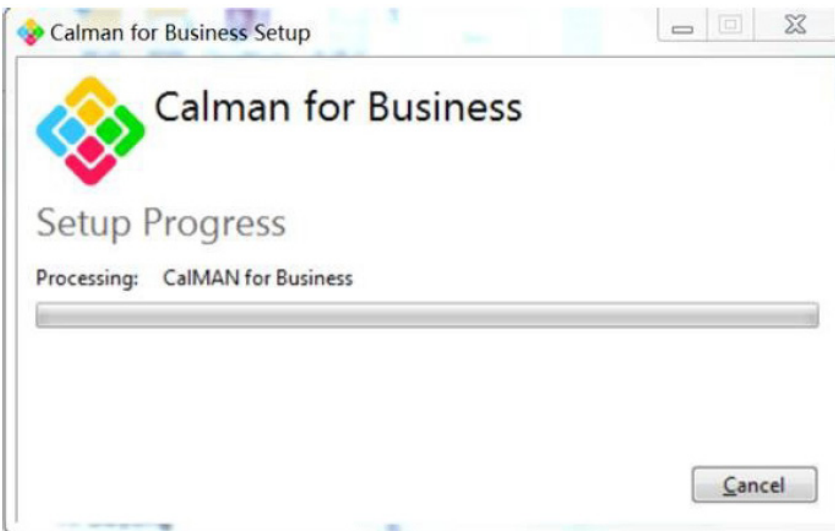 Calman for Business Setup
Calman for Business
Setup Progress
Processing: CalMAN for Business
Cancel